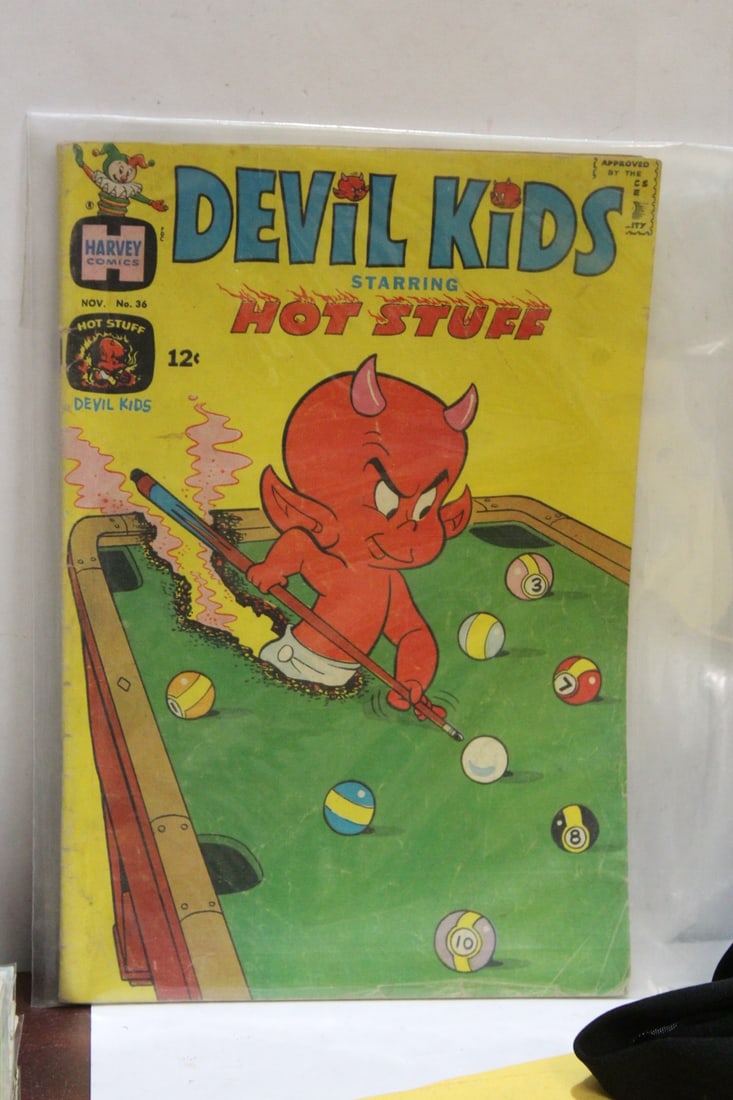 DEVIL KIDS
APPROVED
BY THE
HARVEY
COMICS
STARRING
HOT STUFF
NOV. No. 36
HOT STUFF
DEVIL KIDS
12¢
3
7
8
10